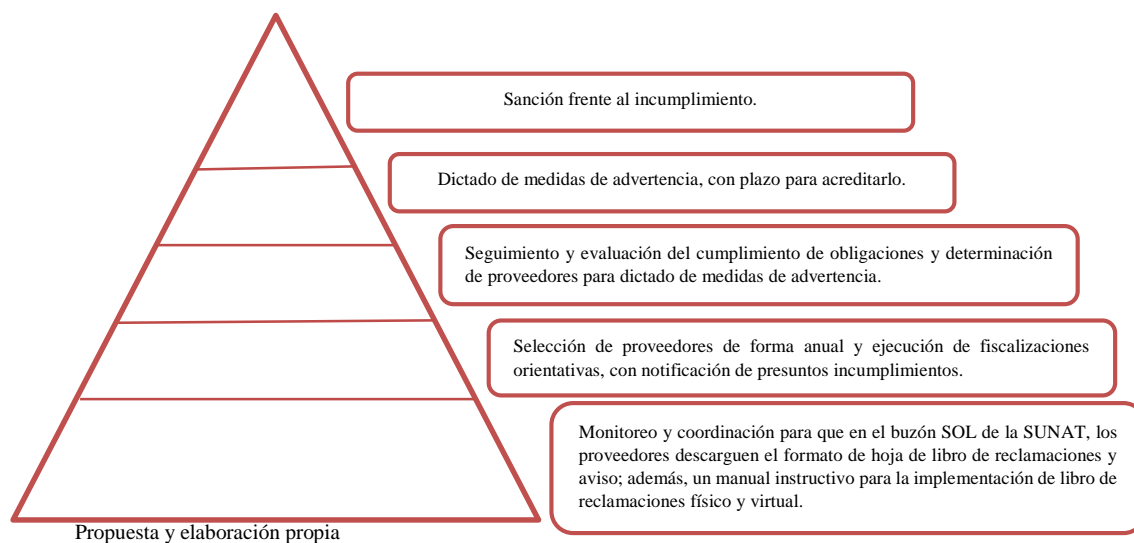 Sanción frente al incumplimiento.
Dictado de medidas de advertencia, con plazo para acreditarlo.
Seguimiento y evaluación del cumplimiento de obligaciones y determinación
de proveedores para dictado de medidas de advertencia.
Selección de proveedores de forma anual y ejecución de fiscalizaciones
orientativas, con notificación de presuntos incumplimientos.
Monitoreo y coordinación para que en el buzón SOL de la SUNAT, los
proveedores descarguen el formato de hoja de libro de reclamaciones y
aviso; además, un manual instructivo para la implementación de libro de
reclamaciones físico y virtual.
Propuesta y elaboración propia